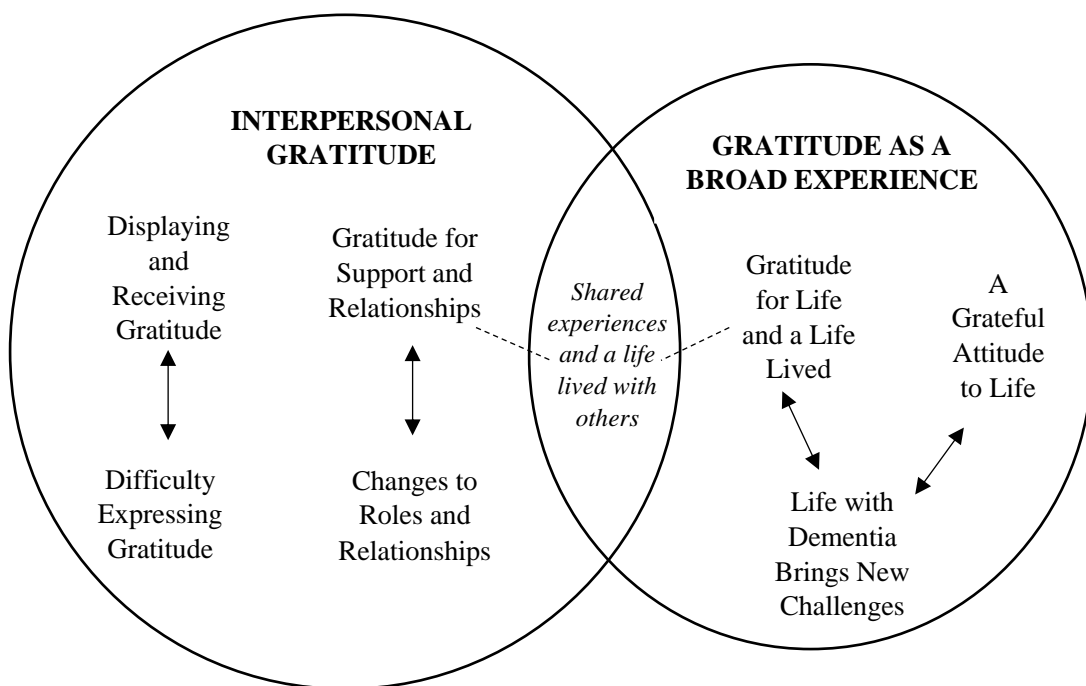 INTERPERSONAL
GRATITUDE
Displaying
and
Receiving
Gratitude
Gratitude for
Support and
Relationships
Difficulty
Expressing
Gratitude
Changes to
Roles and
Relationships
Shared
experiences
and a life
lived with
others
GRATITUDE AS A
BROAD EXPERIENCE
Gratitude
for Life
and a Life
Lived
A
Grateful
Attitude
to Life
Life with
Dementia
Brings New
Challenges